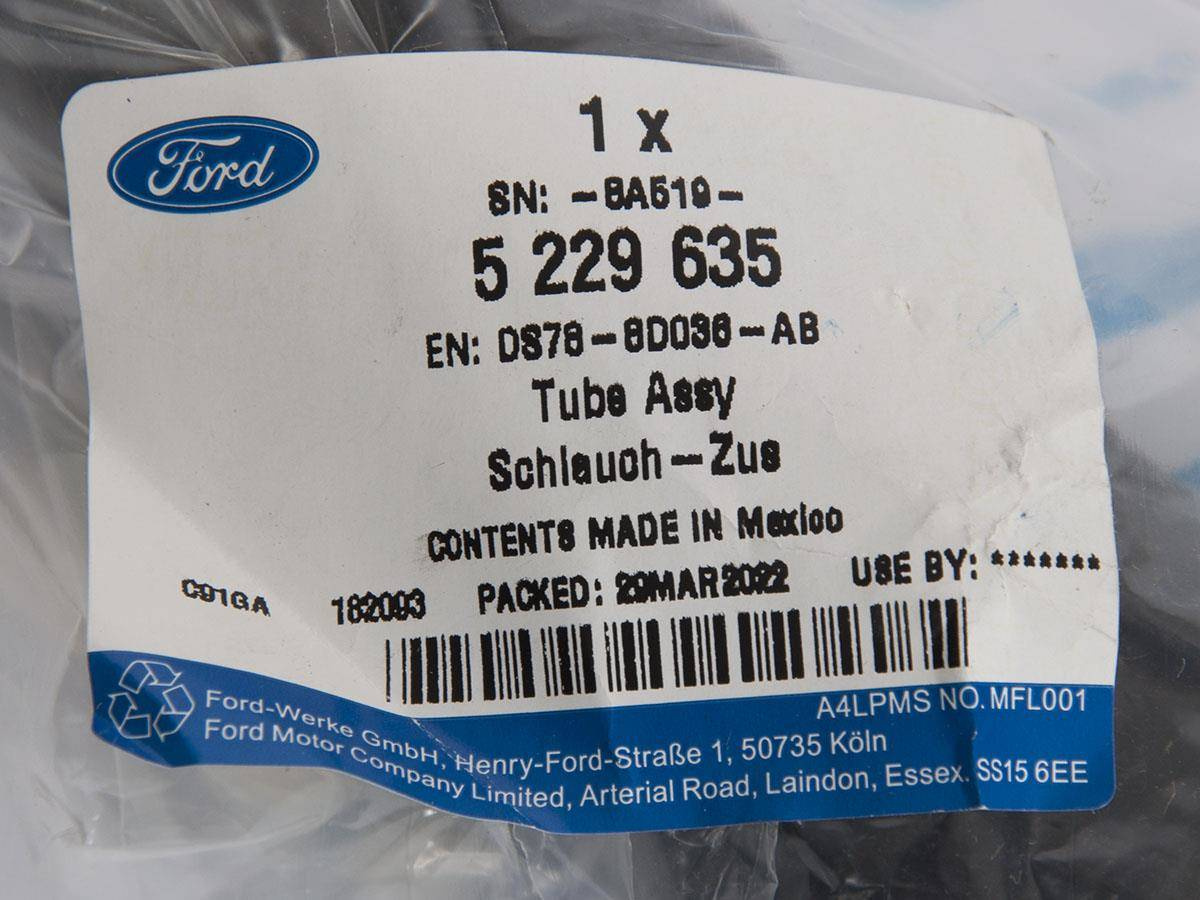 Ford
1 x
SN: -8A519-
5 229 635
EN: DS73-8D036-AB
Tube Assy
Schlauch-Zus
CONTENTS MADE IN Mexico
C91GA 182093 PACKED: 29MAR2022 USE BY: *******
A4LPMS NO. MFL001
Ford-Werke GmbH, Henry-Ford-Straße 1, 50735 Köln
Ford Motor Company Limited, Arterial Road, Laindon, Essex. SS15 6EE